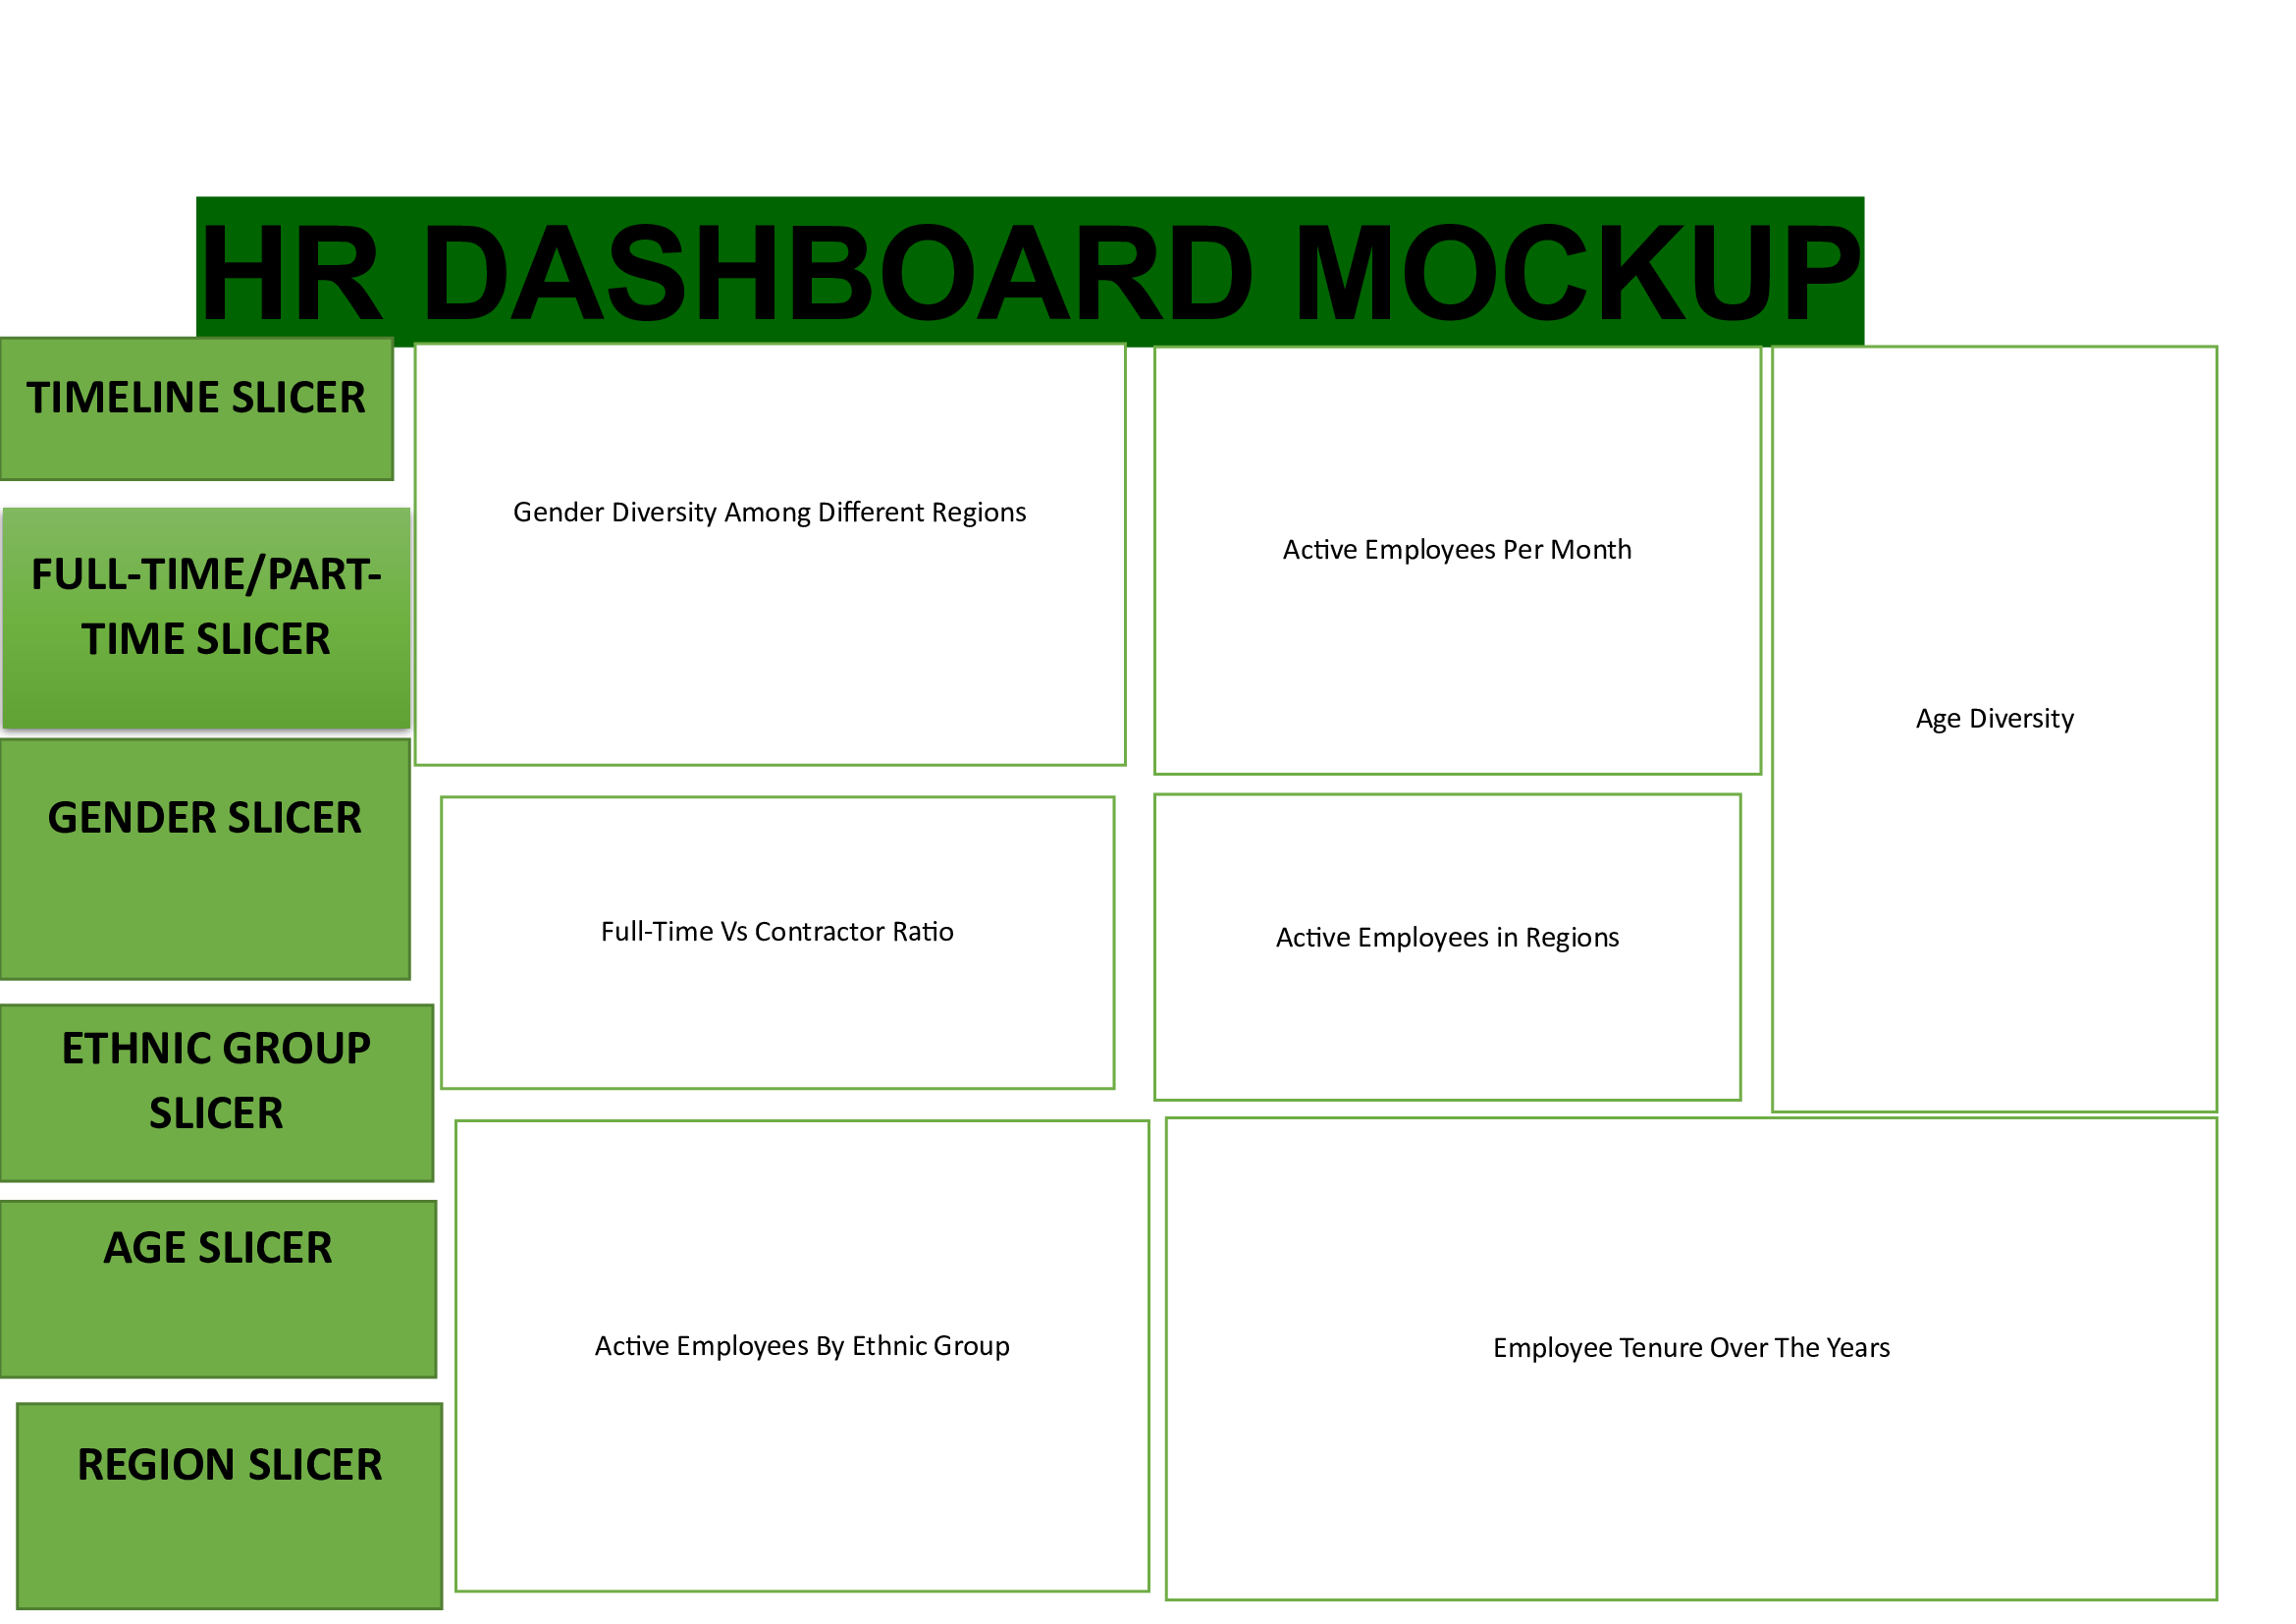 HR DASHBOARD MOCKUP
TIMELINE SLICER
FULL-TIME/PART-
TIME SLICER
GENDER SLICER
ETHNIC GROUP
SLICER
AGE SLICER
REGION SLICER
Gender Diversity Among Different Regions
Active Employees Per Month
Age Diversity
Full-Time Vs Contractor Ratio
Active Employees in Regions
Active Employees By Ethnic Group
Employee Tenure Over The Years